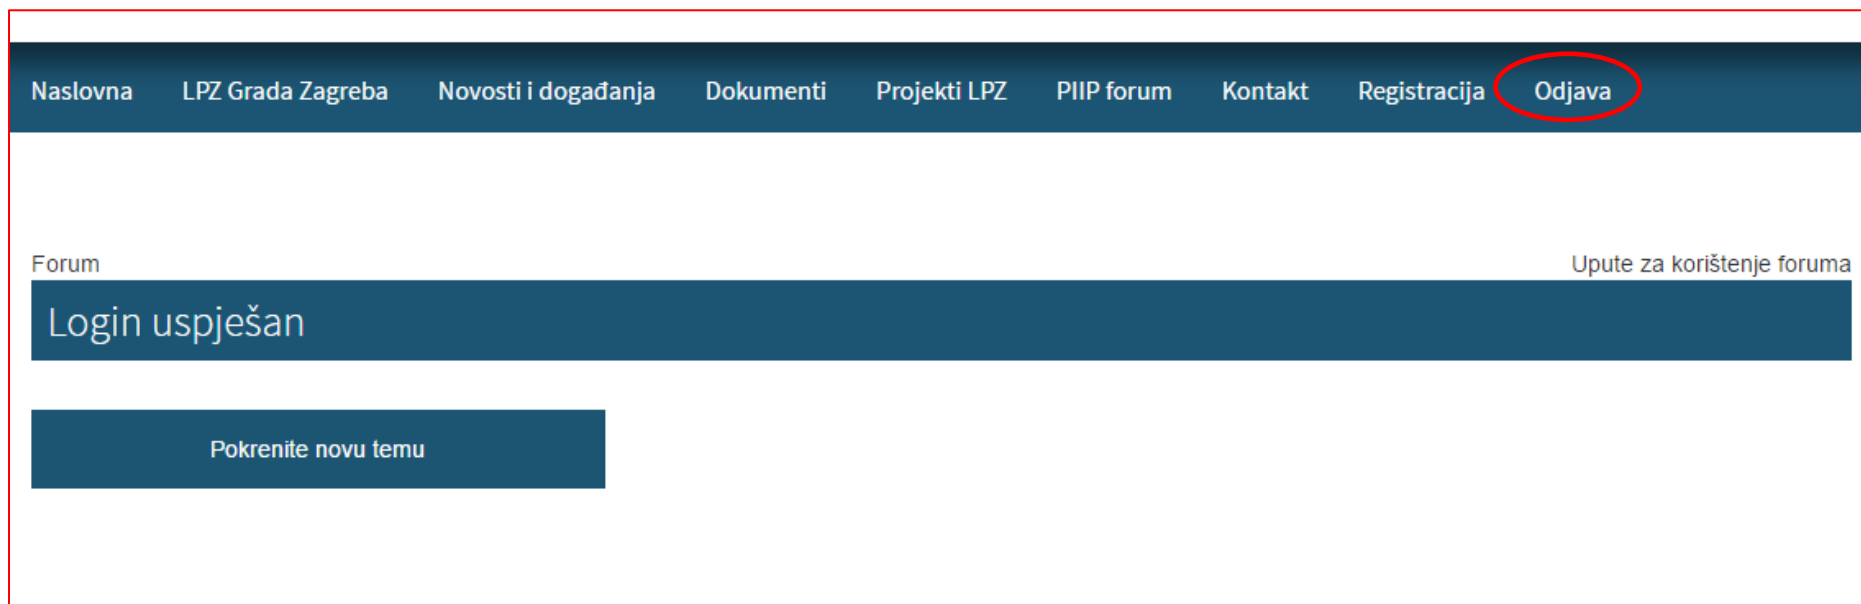 Naslovna LPZ Grada Zagreba Novosti i događanja Dokumenti Projekti LPZ PIIP forum Kontakt Registracija Odjava
Forum Upute za korištenje foruma
Login uspješan
Pokrenite novu temu